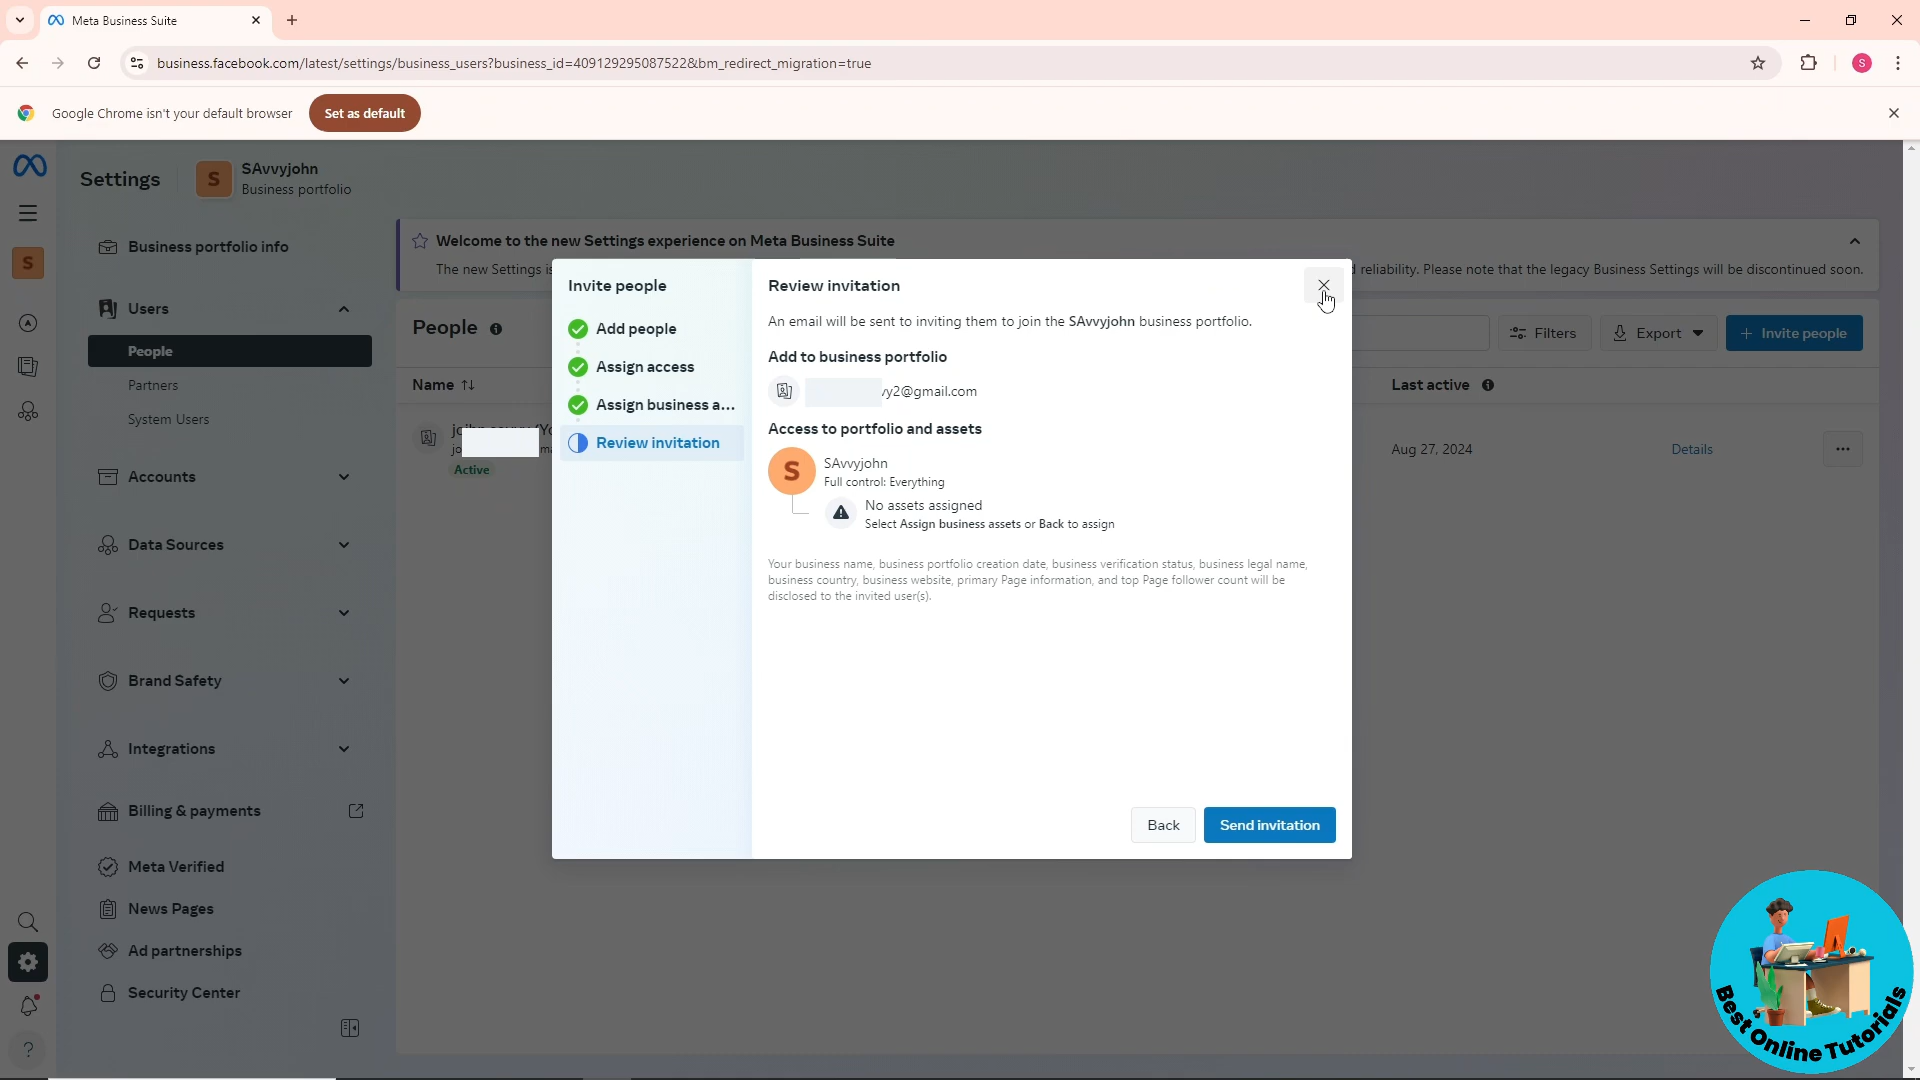 Meta Business Suite
business.facebook.com/latest/settings/business_users?business_id=409129295087522&bm_redirect_migration=true
S
Google Chrome isn't your default browser
Set as default
Settings
S
SAvvyjohn
Business portfolio
S
Business portfolio info
Users
People
Partners
System Users
Accounts
Data Sources
Requests
Brand Safety
Integrations
Billing & payments
Meta Verified
News Pages
Ad partnerships
Security Center
?
Welcome to the new Settings experience on Meta Business Suite
The new Settings is
d reliability. Please note that the legacy Business Settings will be discontinued soon.
People
Filters
Export
+ Invite people
Name
Last active
Active
Aug 27, 2024
Details
Invite people
Add people
Assign access
Assign business a...
Review invitation
Review invitation
An email will be sent to inviting them to join the SAvvyjohn business portfolio.
Add to business portfolio
vy2@gmail.com
Access to portfolio and assets
S
SAvvyjohn
Full control: Everything
No assets assigned
Select Assign business assets or Back to assign
Your business name, business portfolio creation date, business verification status, business legal name,
business country, business website, primary Page information, and top Page follower count will be
disclosed to the invited user(s).
Back
Send invitation
Best Online Tutorials